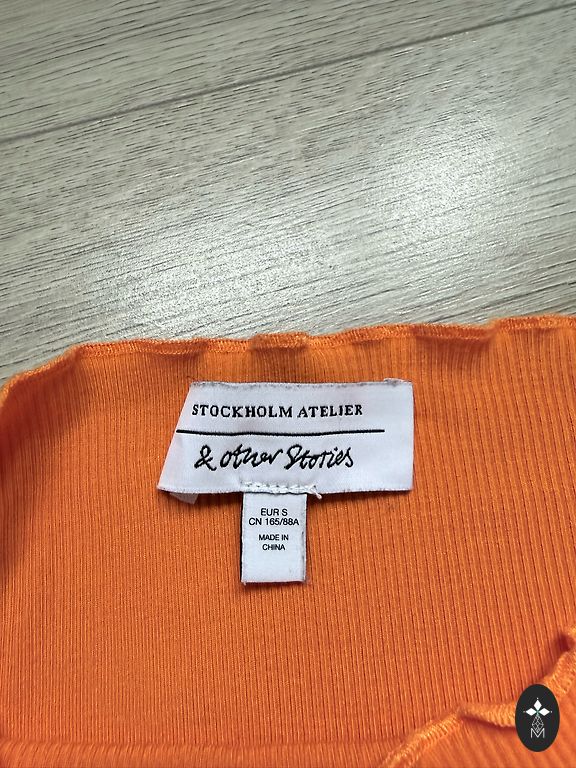 STOCKHOLM ATELIER
& other Stories
EUR S
CN 165/88A
MADE IN
CHINA
M